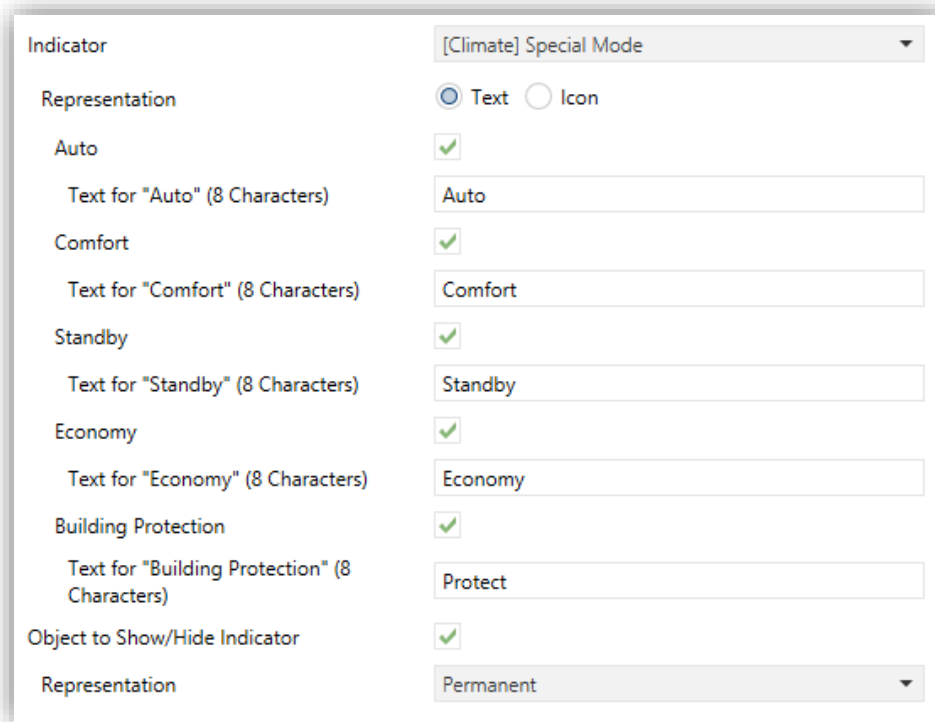 Indicator [Climate] Special Mode
Representation Text Icon
Auto
Text for "Auto" (8 Characters) Auto
Comfort
Text for "Comfort" (8 Characters) Comfort
Standby
Text for "Standby" (8 Characters) Standby
Economy
Text for "Economy" (8 Characters) Economy
Building Protection
Text for "Building Protection" (8
Characters) Protect
Object to Show/Hide Indicator
Representation Permanent